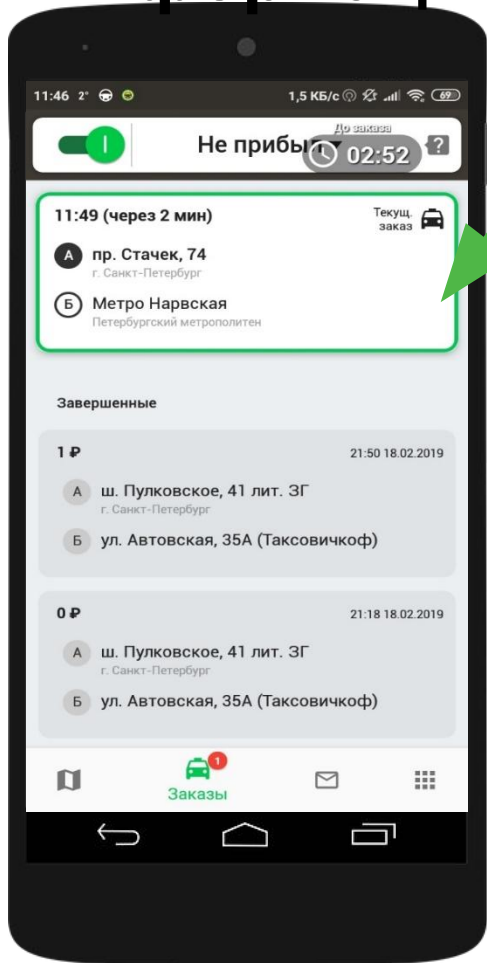 11:46 2° 1,5 КБ/с 69
До заказа
Не прибыл 02:52 ?
11:49 (через 2 мин) Текущ. заказ
А пр. Стачек, 74
г. Санкт-Петербург
Б Метро Нарвская
Петербургский метрополитен
Завершенные
1 ₽ 21:50 18.02.2019
А ш. Пулковское, 41 лит. ЗГ
г. Санкт-Петербург
Б ул. Автовская, 35А (Таксовичкоф)
0 ₽ 21:18 18.02.2019
А ш. Пулковское, 41 лит. ЗГ
г. Санкт-Петербург
Б ул. Автовская, 35А (Таксовичкоф)
1
Заказы